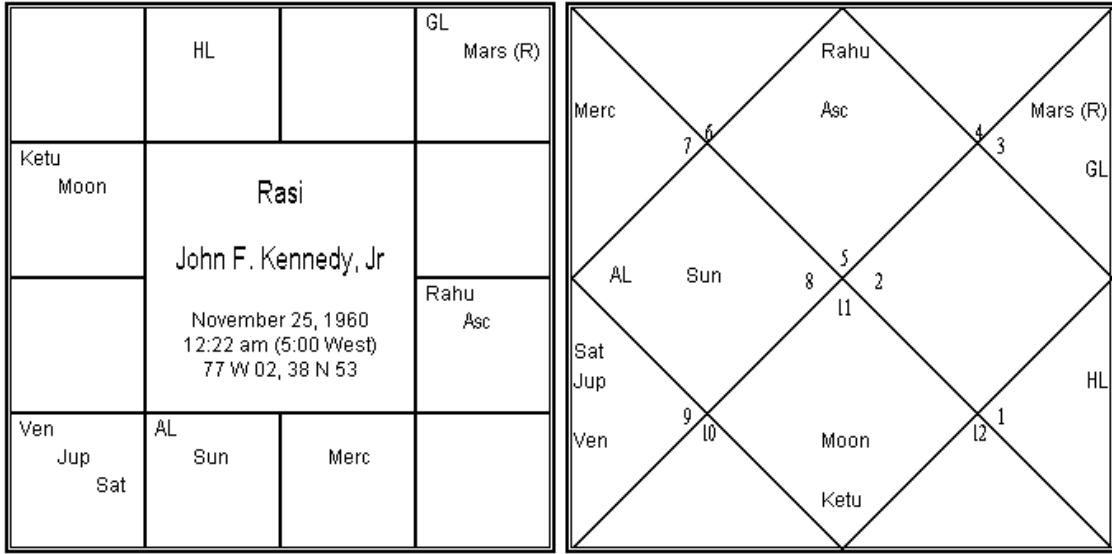 HL
GL
Mars (R)
Ketu
Moon
Rasi
John F. Kennedy, Jr
November 25, 1960
12:22 am (5:00 West)
77 W 02, 38 N 53
Rahu
Asc
Ven
Jup
Sat
AL
Sun
Merc
Rahu
Merc
Asc
Mars (R)
6
4
7
3
GL
5
AL
Sun
8
2
11
Sat
Jup
HL
9
1
10
12
Ven
Moon
Ketu